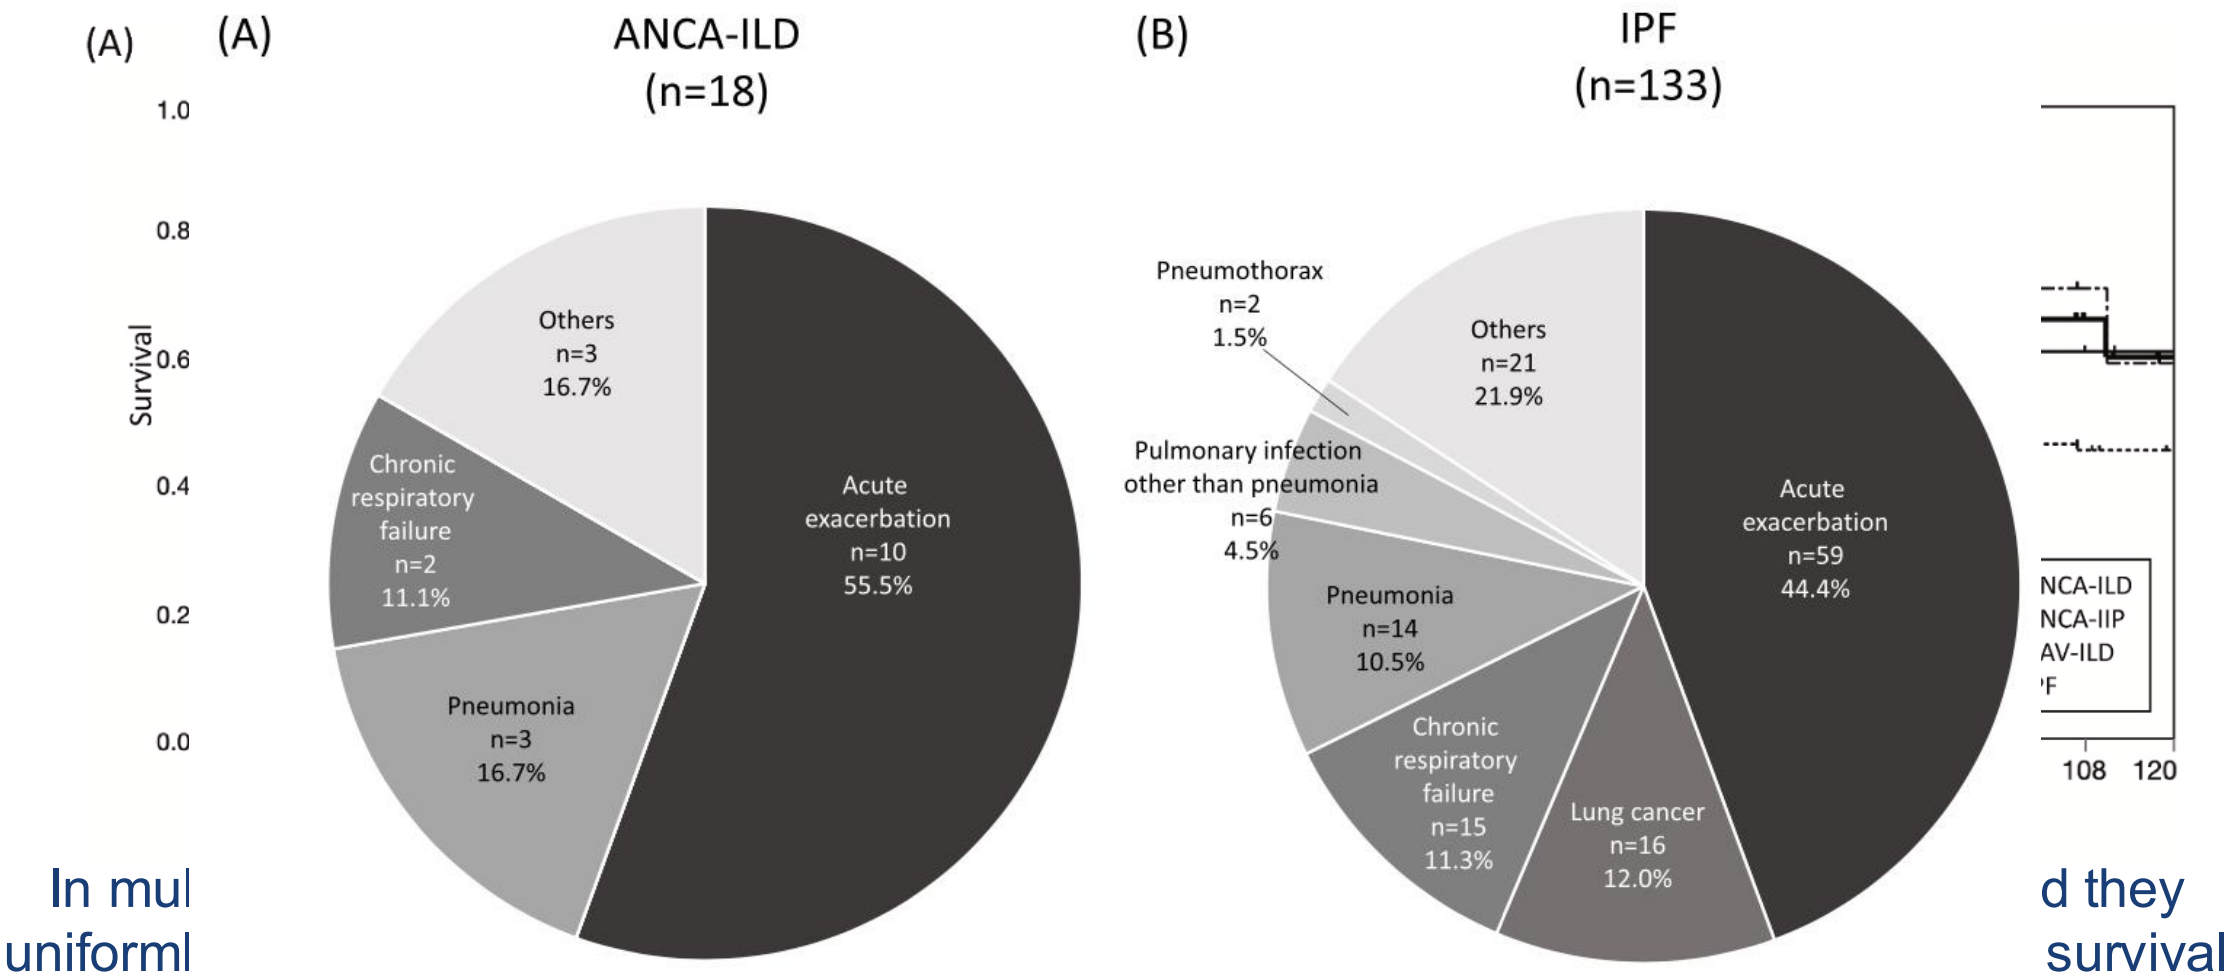 (A)
(A)
ANCA-ILD
(n=18)
(B)
IPF
(n=133)
1.0
0.8
0.6
0.4
0.2
0.0
Survival
Others
n=3
16.7%
Chronic
respiratory
failure
n=2
11.1%
Acute
exacerbation
n=10
55.5%
Pneumonia
n=3
16.7%
Pneumothorax
n=2
1.5%
Others
n=21
21.9%
Pulmonary infection
other than pneumonia
n=6
4.5%
Acute
exacerbation
n=59
44.4%
Pneumonia
n=14
10.5%
Chronic
respiratory
failure
n=15
11.3%
Lung cancer
n=16
12.0%
NCA-ILD
NCA-IIP
AV-ILD
F
108 120
In mul
d they
uniforml
survival